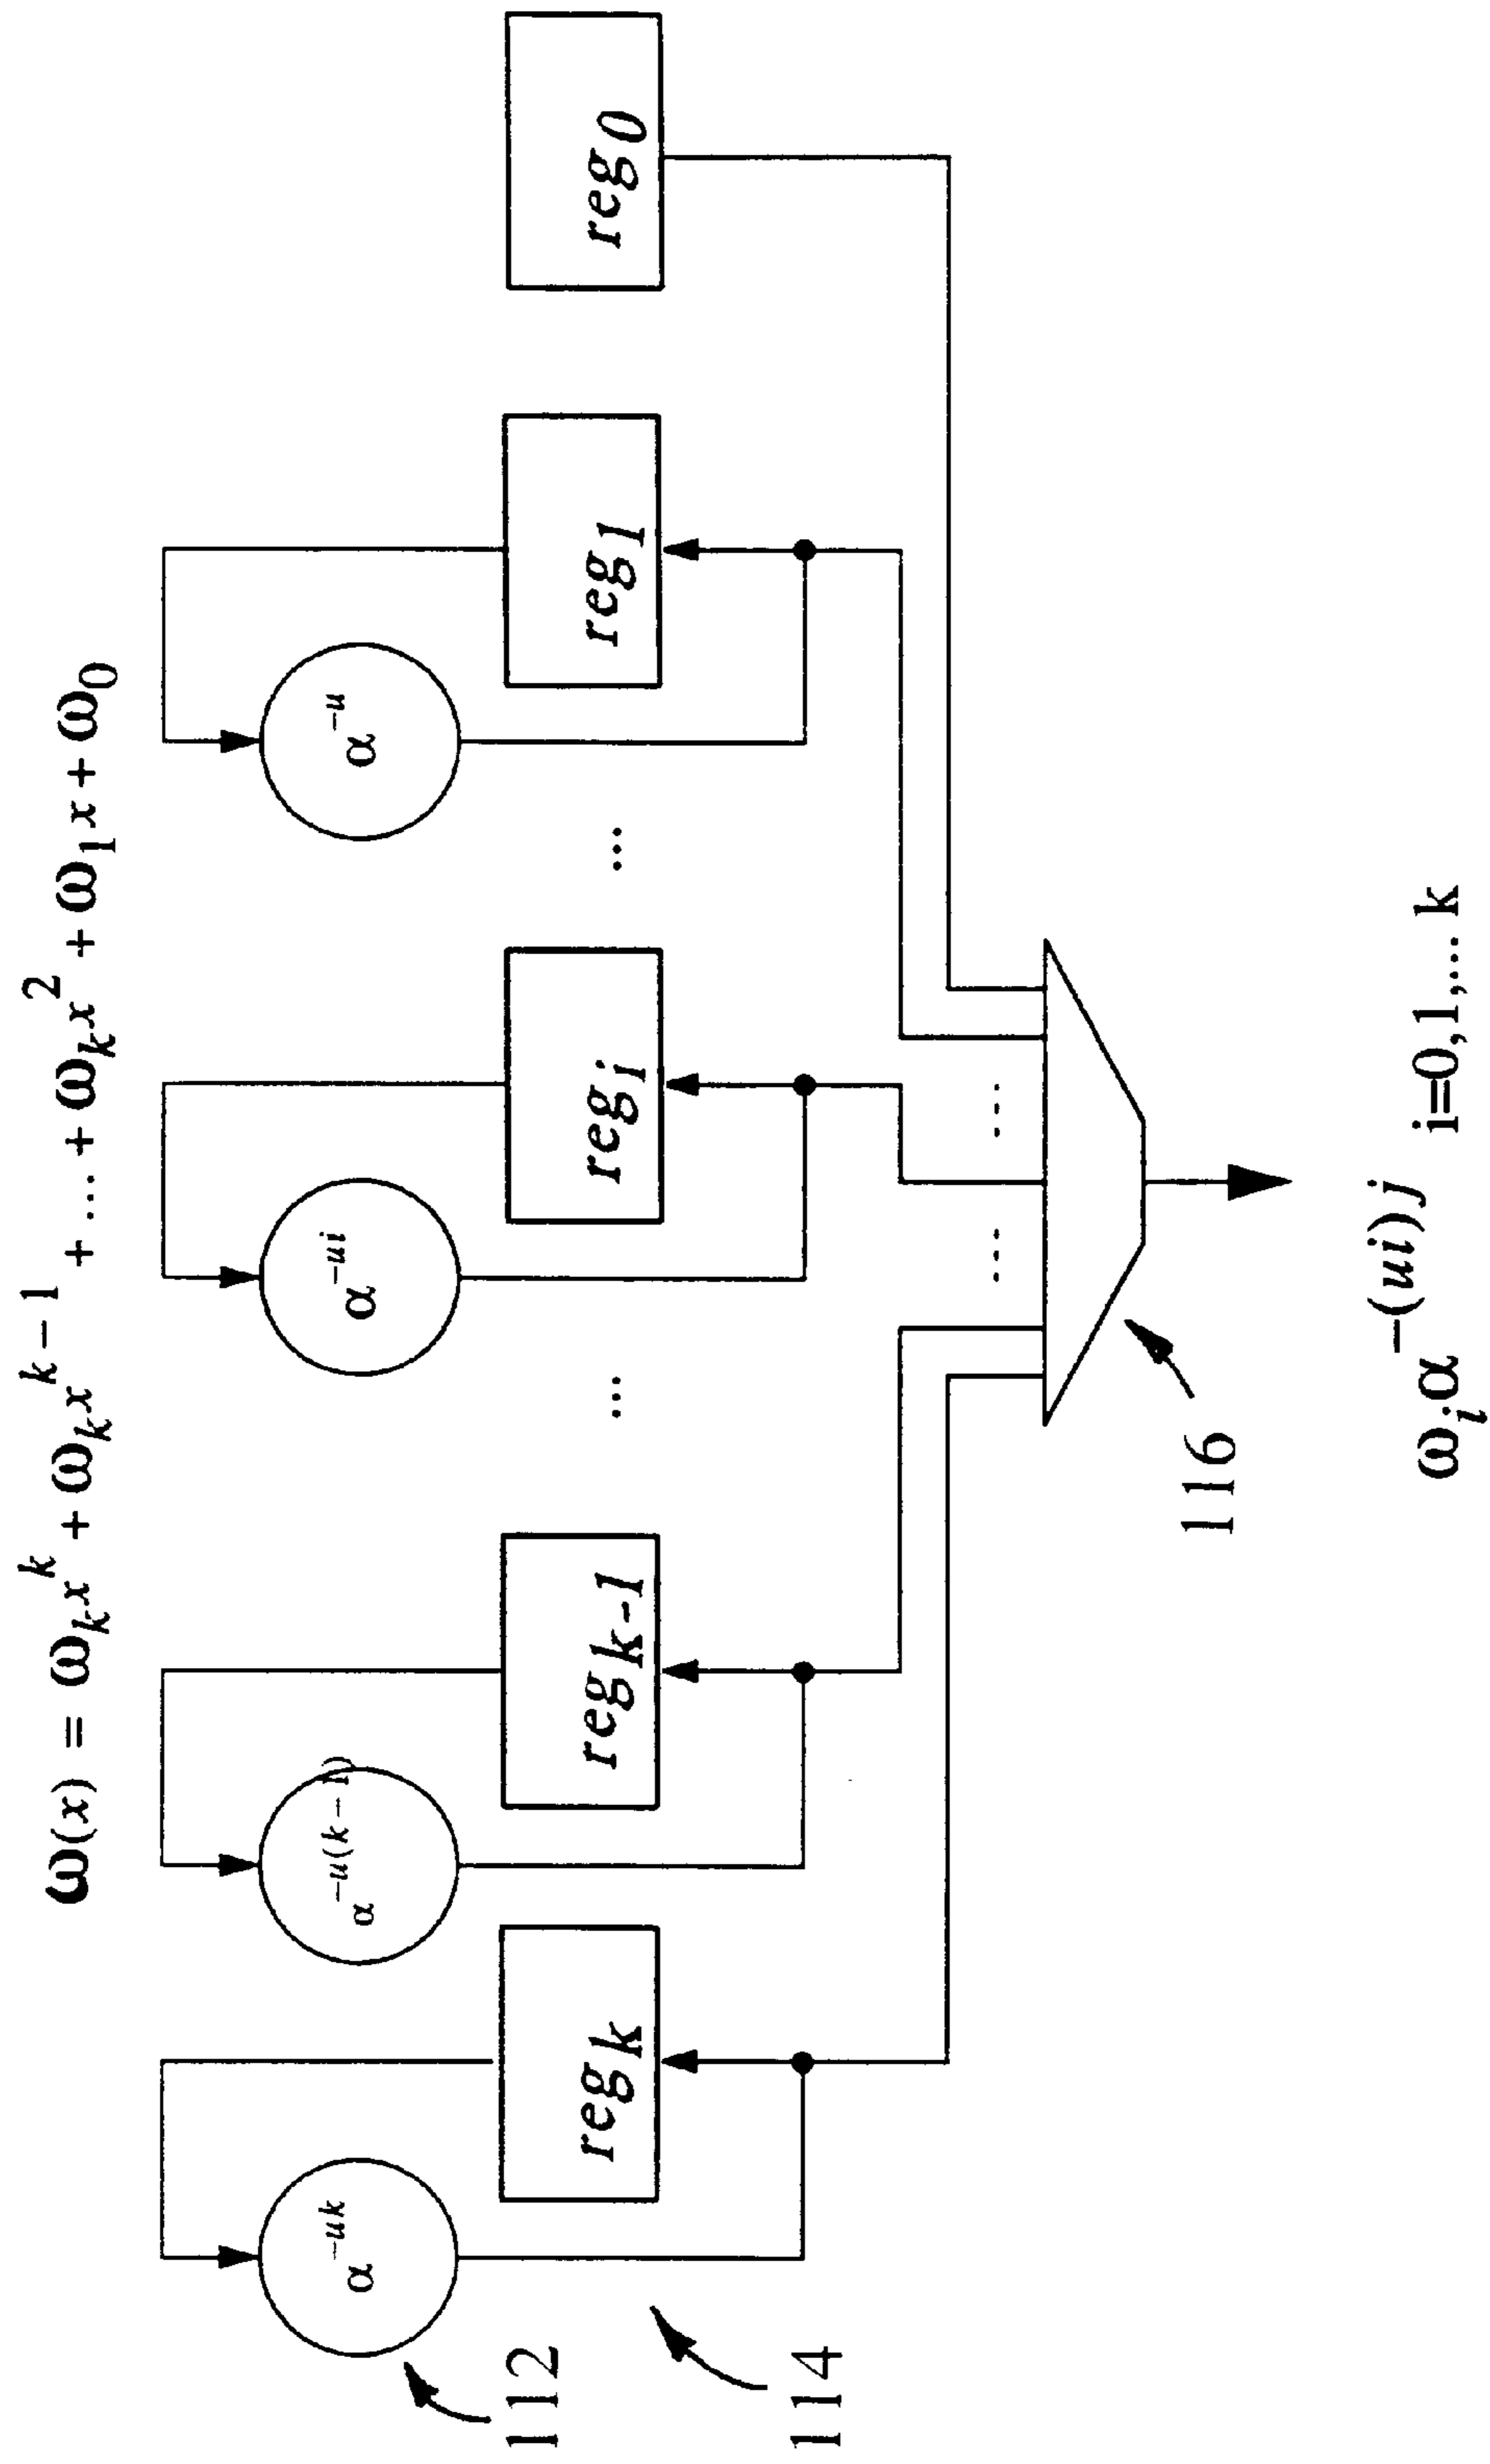 ω(x) = ω_k x^k + ω_k x^{k-1} + ... + ω_k x^2 + ω_1 x + ω_0
α^{-uk}
α^{-u(k-1)}
α^{-ui}
α^{-u}
112
reg_k
reg_{k-1}
...
reg_i
...
reg_1
reg_0
114
...
...
116
ω_i α^{-(ui)j} i=0,1,... k